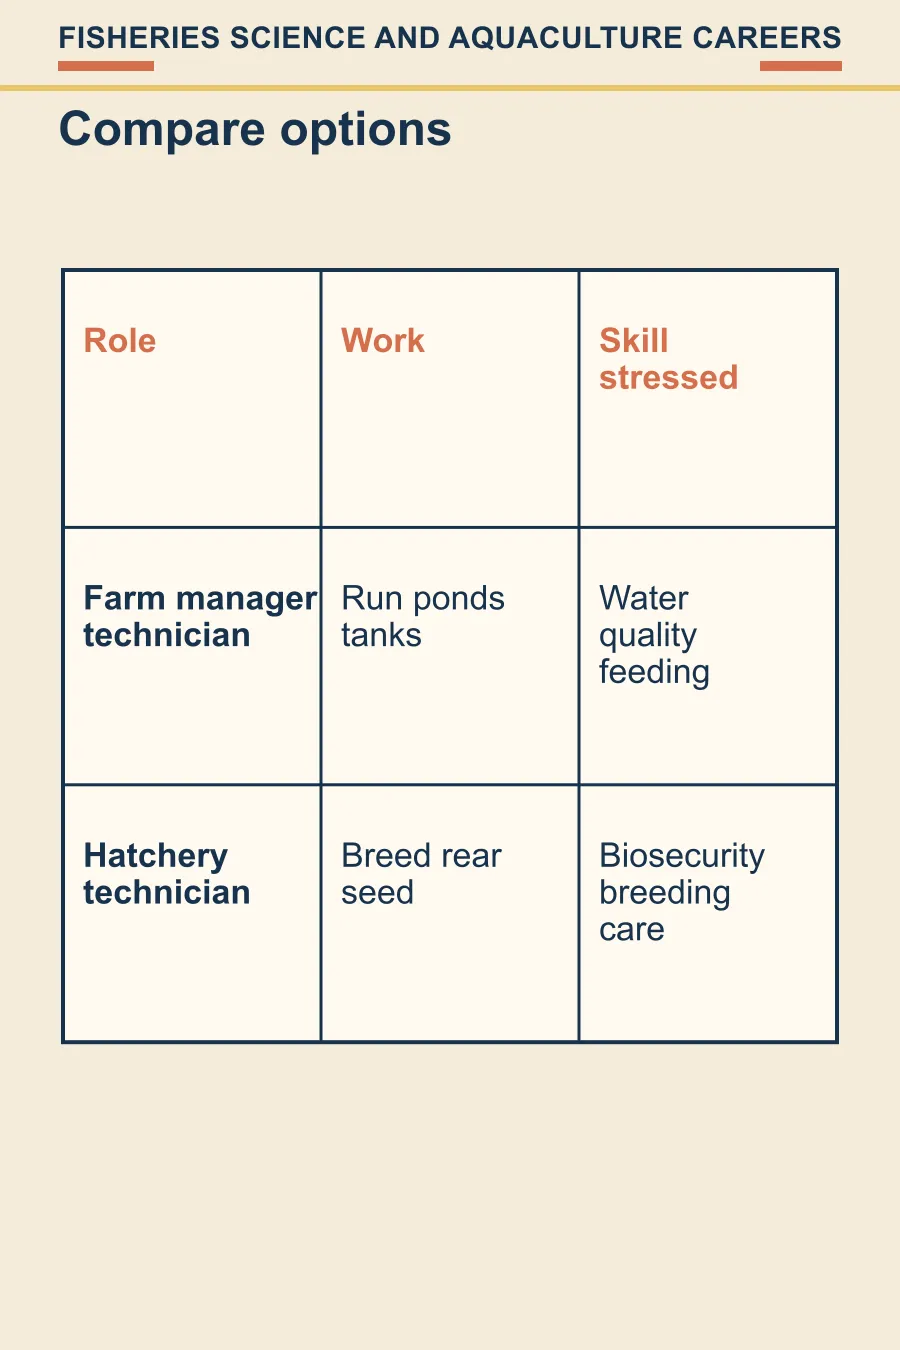 FISHERIES SCIENCE AND AQUACULTURE CAREERS
Compare options
Role
Work
Skill
stressed
Farm manager
technician
Run ponds
tanks
Water
quality
feeding
Hatchery
technician
Breed rear
seed
Biosecurity
breeding
care